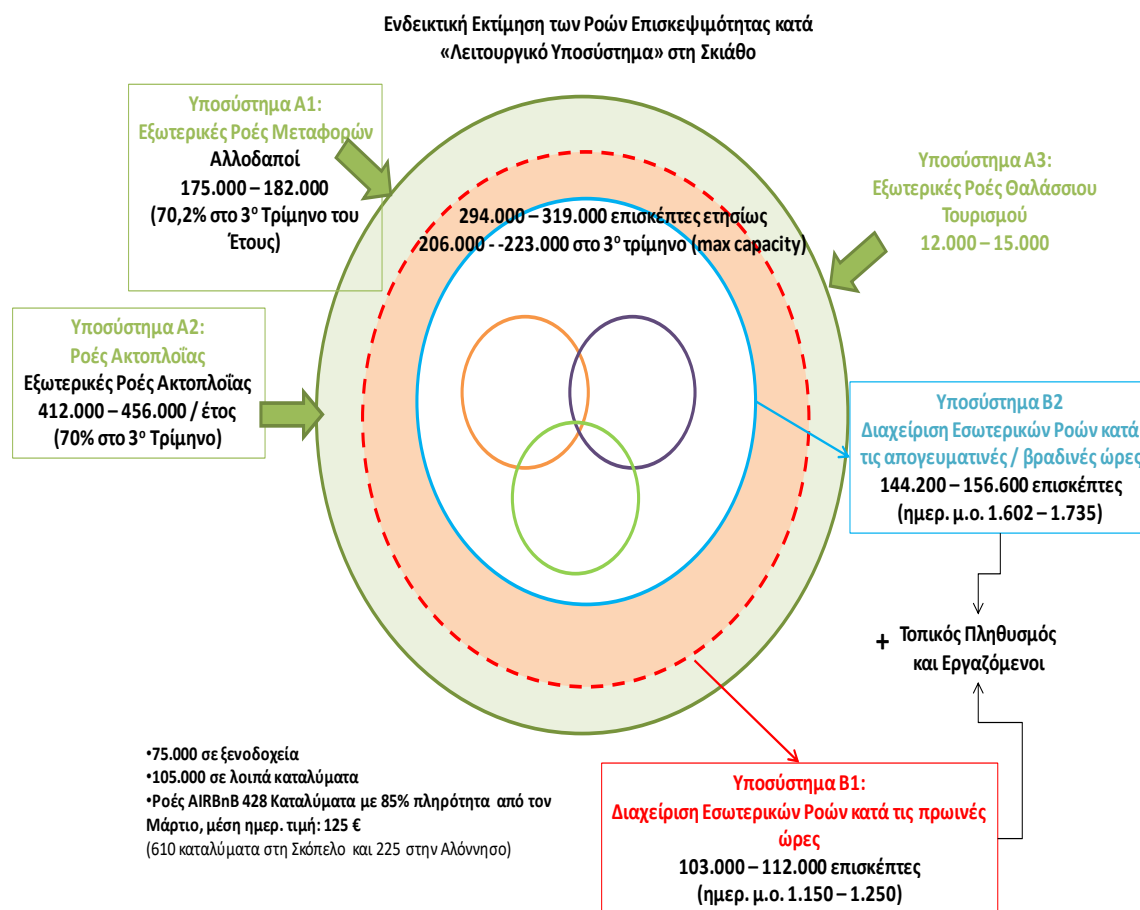 Ενδεικτική Εκτίμηση των Ροών Επισκεψιμότητας κατά
«Λειτουργικό Υποσύστημα» στη Σκιάθο
Υποσύστημα Α1:
Εξωτερικές Ροές Μεταφορών
Αλλοδαποί
175.000 – 182.000
(70,2% στο 3ο Τρίμηνο του
Έτους)
Υποσύστημα Α3:
Εξωτερικές Ροές Θαλάσσιου
Τουρισμού
12.000 – 15.000
294.000 – 319.000 επισκέπτες ετησίως
206.000 - -223.000 στο 3ο τρίμηνο (max capacity)
Υποσύστημα Α2:
Ροές Ακτοπλοΐας
Εξωτερικές Ροές Ακτοπλοΐας
412.000 – 456.000 / έτος
(70% στο 3ο Τρίμηνο)
Υποσύστημα Β2
Διαχείριση Εσωτερικών Ροών κατά
τις απογευματινές / βραδινές ώρες
144.200 – 156.600 επισκέπτες
(ημερ. μ.ο. 1.602 – 1.735)
+ Τοπικός Πληθυσμός
και Εργαζόμενοι
•75.000 σε ξενοδοχεία
•105.000 σε λοιπά καταλύματα
•Ροές AIRBnB 428 Καταλύματα με 85% πληρότητα από τον
Μάρτιο, μέση ημερ. τιμή: 125 €
(610 καταλύματα στη Σκόπελο και 225 στην Αλόννησο)
Υποσύστημα Β1:
Διαχείριση Εσωτερικών Ροών κατά τις πρωινές
ώρες
103.000 – 112.000 επισκέπτες
(ημερ. μ.ο. 1.150 – 1.250)